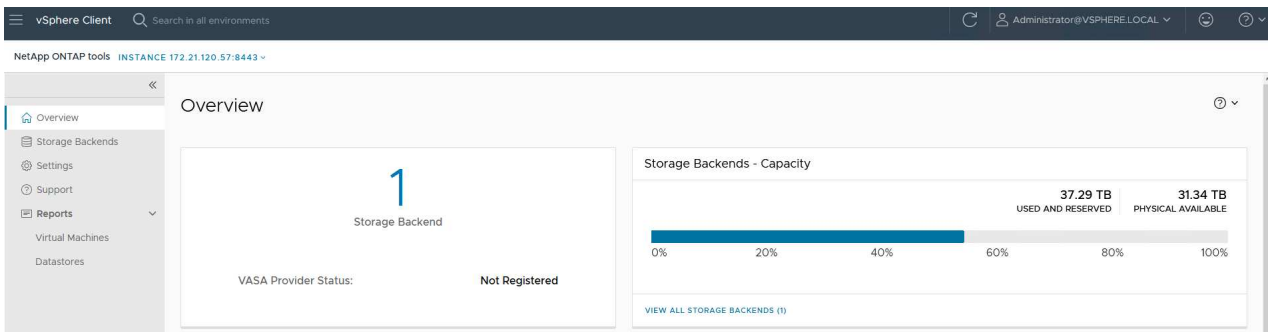 vSphere Client Search in all environments Administrator@VSPHERE.LOCAL
NetApp ONTAP tools INSTANCE 172.21.120.57:8443
Overview
Storage Backends
Settings
Support
Reports
Virtual Machines
Datastores
Overview
1
Storage Backend
VASA Provider Status: Not Registered
Storage Backends - Capacity
37.29 TB 31.34 TB
USED AND RESERVED PHYSICAL AVAILABLE
0% 20% 40% 60% 80% 100%
VIEW ALL STORAGE BACKENDS (1)